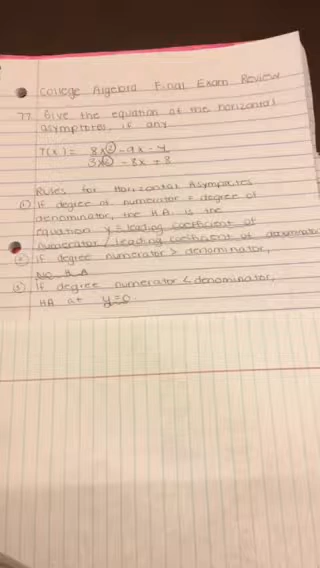 College Algebra Final Exam Review
77. Give the equation of the horizontal
asymptotes, if any
T(x) = 8x² - 9x - 4
3x² - 8x + 8
Rules for Horizontal Asymptotes
① If degree of numerator = degree of
denominator, the H.A. is the
equation y = leading coefficient of
numerator / leading coefficient of denominator
② If degree numerator > denominator,
No H.A
③ If degree numerator < denominator,
HA at y=0